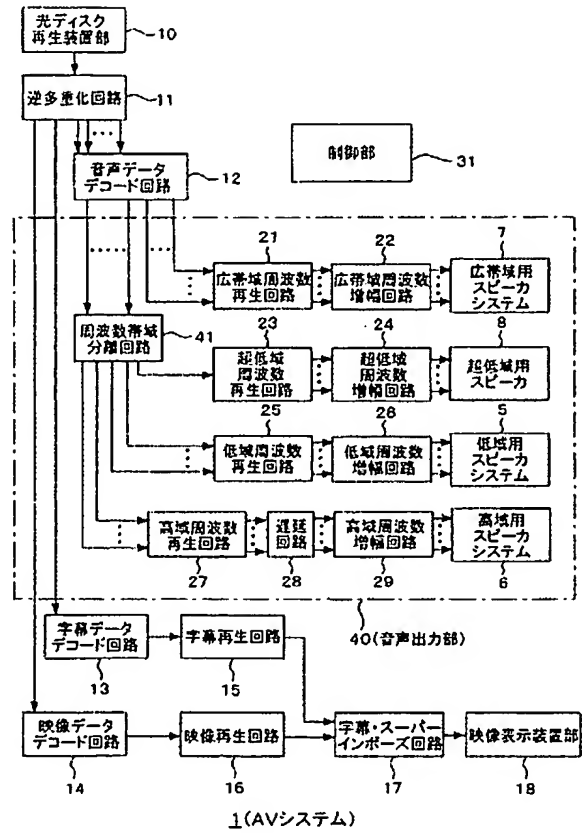 光ディスク
再生装置部
10
逆多重化回路
11
制御部
31
音声データ
デコード回路
12
21
22
7
広帯域周波数
再生回路
広帯域周波数
増幅回路
広帯域用
スピーカ
システム
周波数帯域
分離回路
41
23
24
8
超低域
周波数
再生回路
超低域
周波数
増幅回路
超低域用
スピーカ
25
26
5
低域周波数
再生回路
低域周波数
増幅回路
低域用
スピーカ
システム
高域周波数
再生回路
遅延
回路
高域周波数
増幅回路
高域用
スピーカ
システム
27
28
29
6
40(音声出力部)
字幕データ
デコード回路
字幕再生回路
13
15
映像データ
デコード回路
映像再生回路
字幕・スーパー
インポーズ回路
映像表示装置部
14
16
17
18
1(AVシステム)